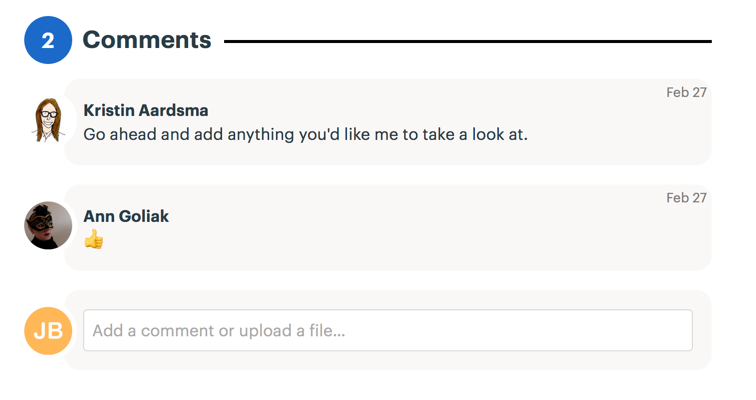 2 Comments
Feb 27
Kristin Aardsma
Go ahead and add anything you'd like me to take a look at.
Feb 27
Ann Goliak
👍
JB
Add a comment or upload a file...